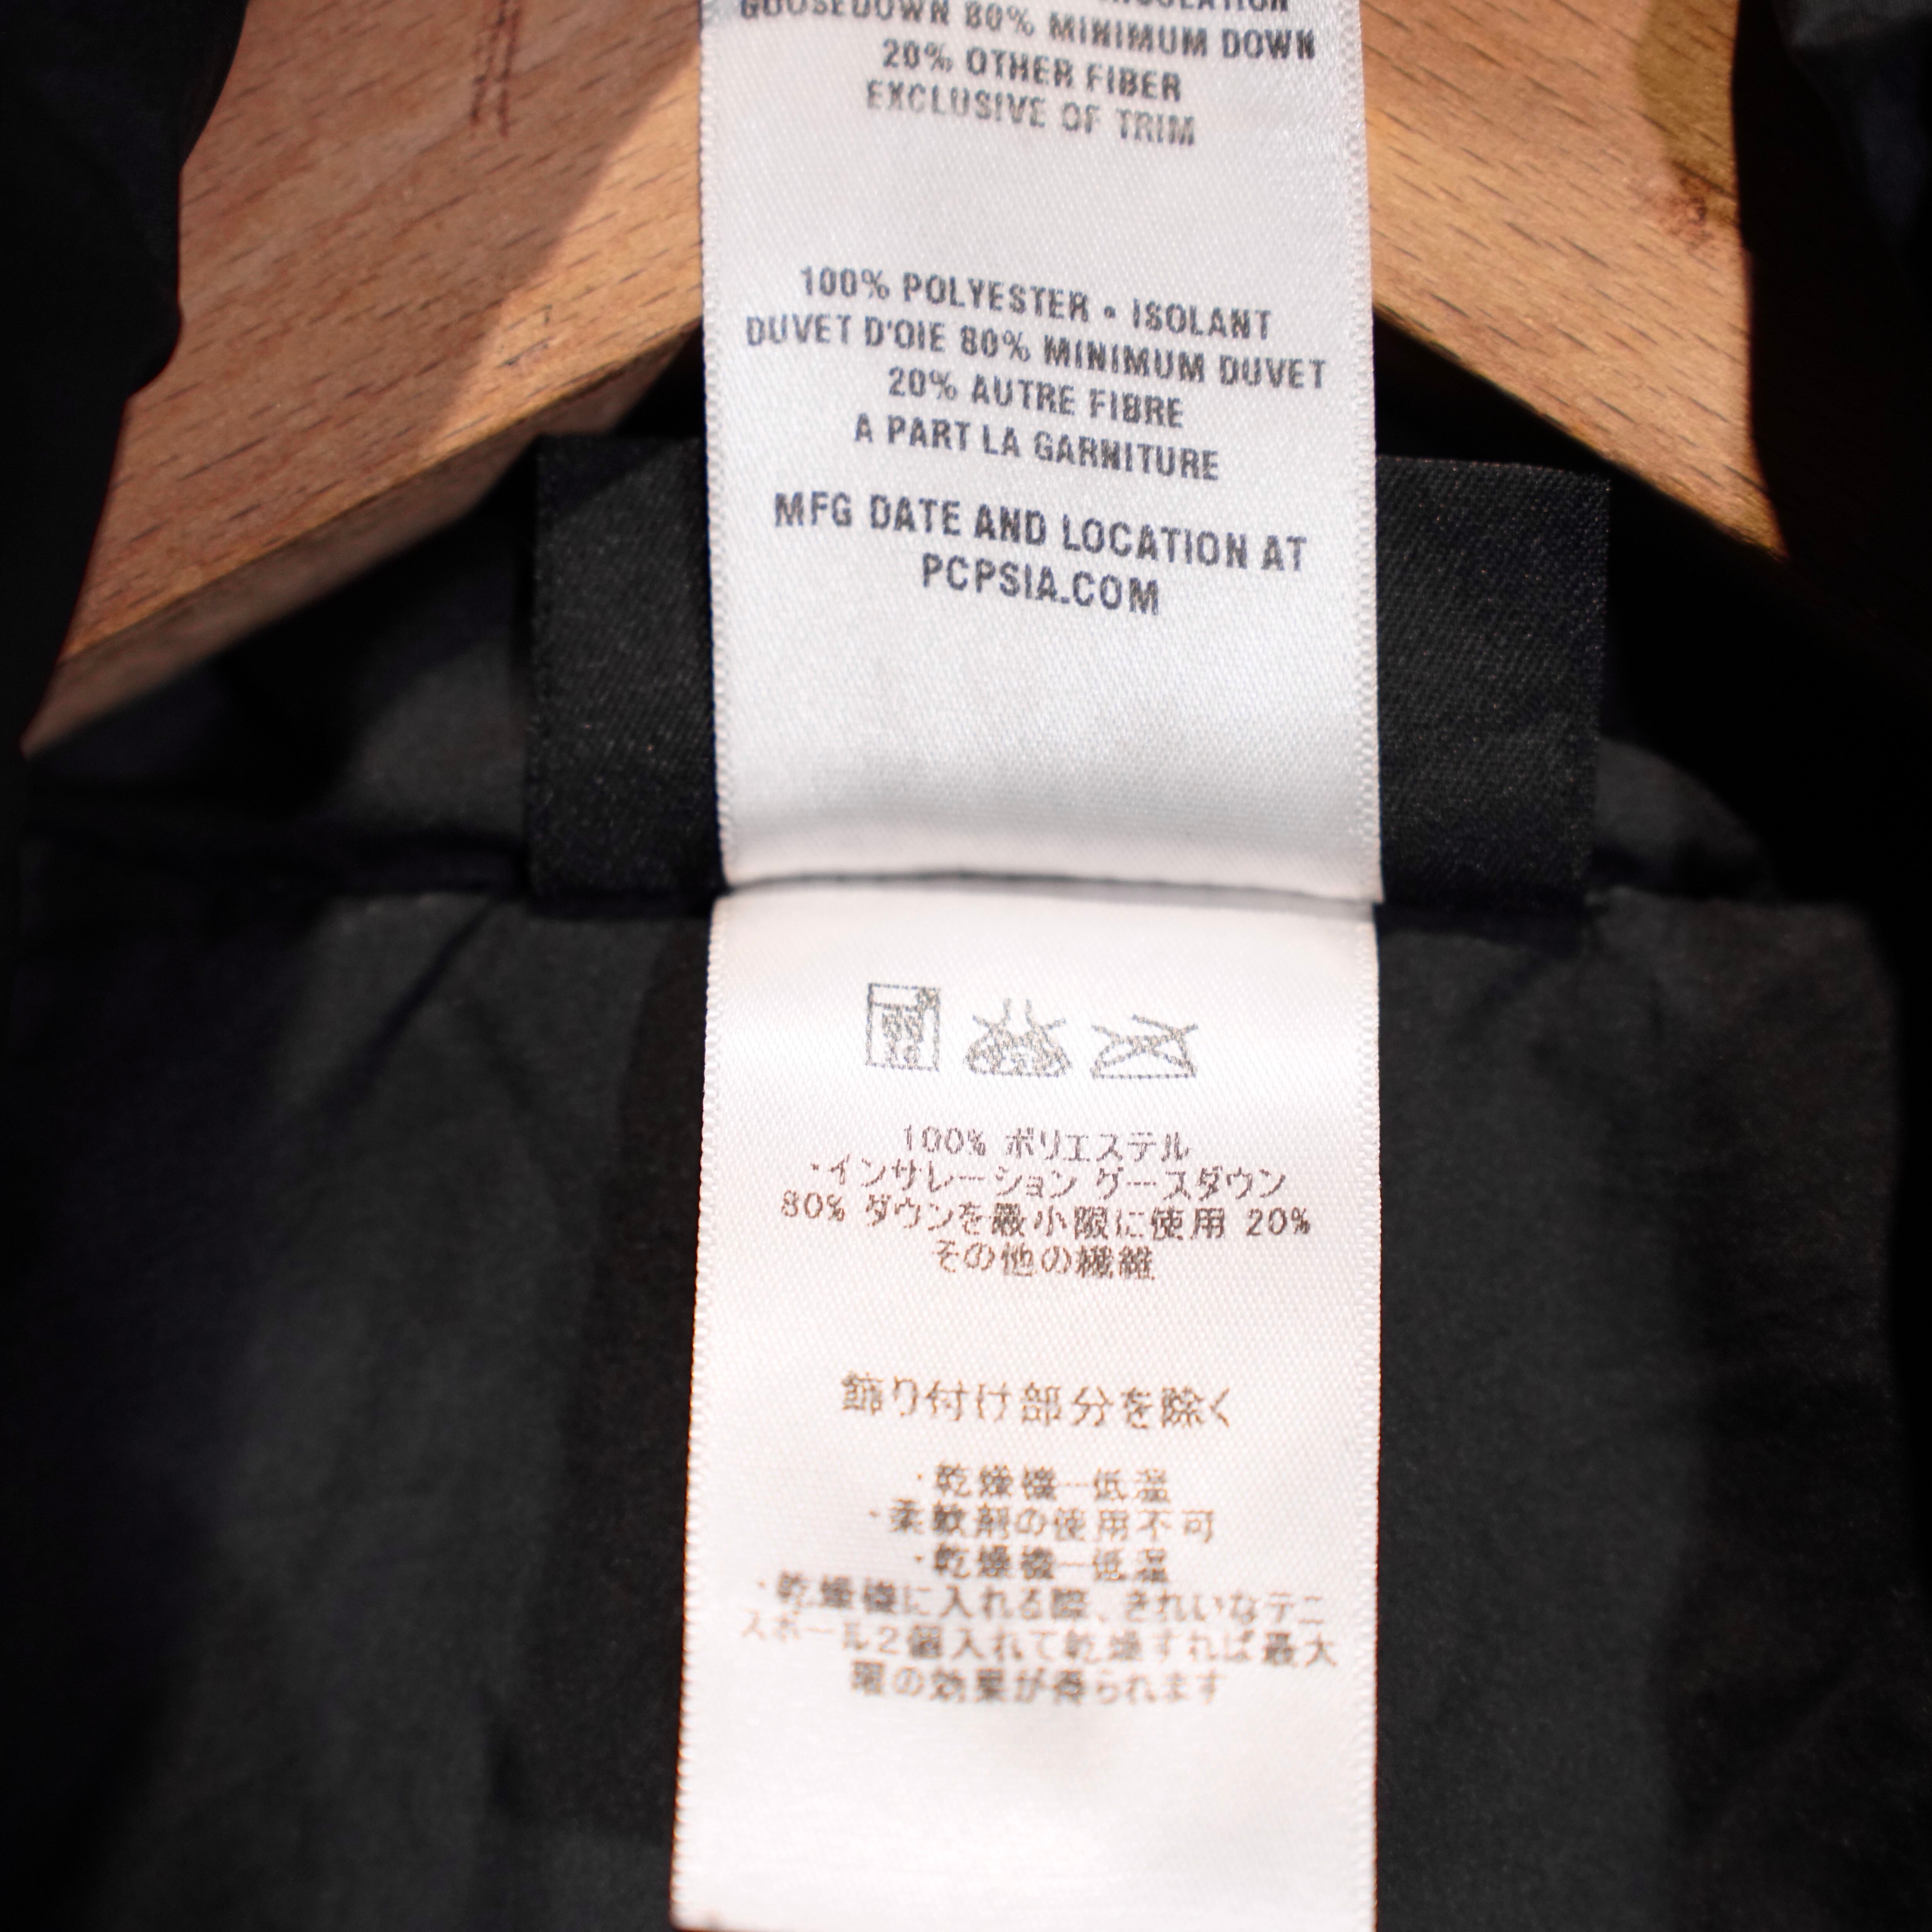 GOOSEDOWN 80% MINIMUM DOWN
20% OTHER FIBER
EXCLUSIVE OF TRIM
100% POLYESTER • ISOLANT
DUVET D'OIE 80% MINIMUM DUVET
20% AUTRE FIBRE
A PART LA GARNITURE
MFG DATE AND LOCATION AT
PCPSIA.COM
100% ポリエステル
・インサレーション グースダウン
80% ダウンを最小限に使用 20%
その他の繊維
飾り付け部分を除く
・乾燥機—低温
・柔軟剤の使用不可
・乾燥機—低温
・乾燥機に入れる際、きれいなテニ
スボール2個入れて乾燥すれば最大
限の効果が得られます